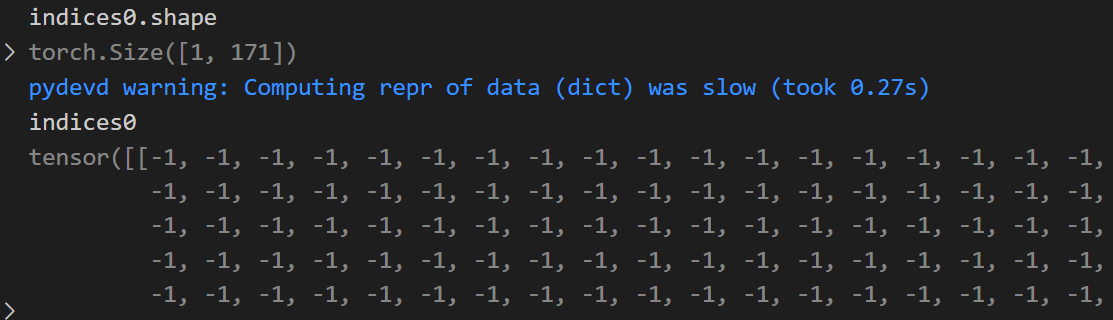 indices0.shape
> torch.Size([1, 171])
pydevd warning: Computing repr of data (dict) was slow (took 0.27s)
indices0
tensor([[-1, -1, -1, -1, -1, -1, -1, -1, -1, -1, -1, -1, -1, -1, -1, -1, -1, -1,
-1, -1, -1, -1, -1, -1, -1, -1, -1, -1, -1, -1, -1, -1, -1, -1, -1, -1,
-1, -1, -1, -1, -1, -1, -1, -1, -1, -1, -1, -1, -1, -1, -1, -1, -1, -1,
-1, -1, -1, -1, -1, -1, -1, -1, -1, -1, -1, -1, -1, -1, -1, -1, -1, -1,
-1, -1, -1, -1, -1, -1, -1, -1, -1, -1, -1, -1, -1, -1, -1, -1, -1, -1,
>